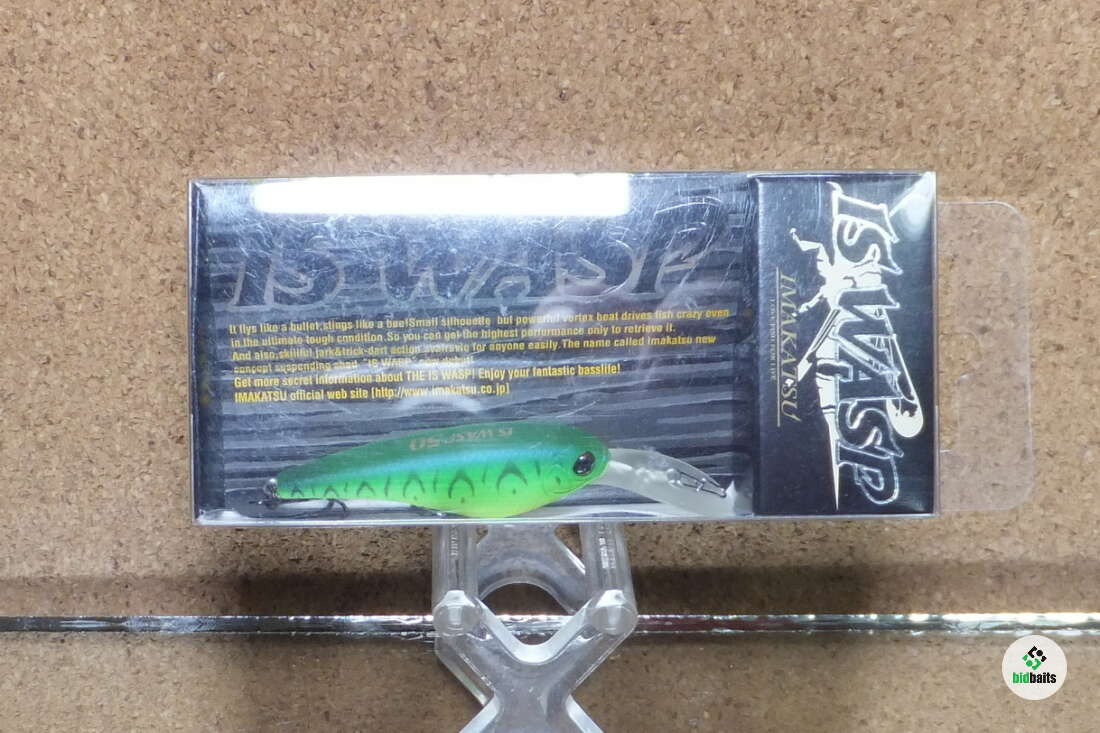 It flys like a bullet,stings like a bee!Small silhouette but powerful vortex beat drives fish crazy even
in the ultimate tough condition.So you can get the highest performance only to retrieve it.
And also,skillful jark&trick-dart action available for anyone easily.The name called Imakatsu new
concept suspending shad "IS WASP"
Get more secret information about THE IS WASP! Enjoy your fantastic basslife!
IMAKATSU official web site [http://www.imakatsu.co.jp]
IS WASP 50
IS WASP
IMAKATSU
bidbaits